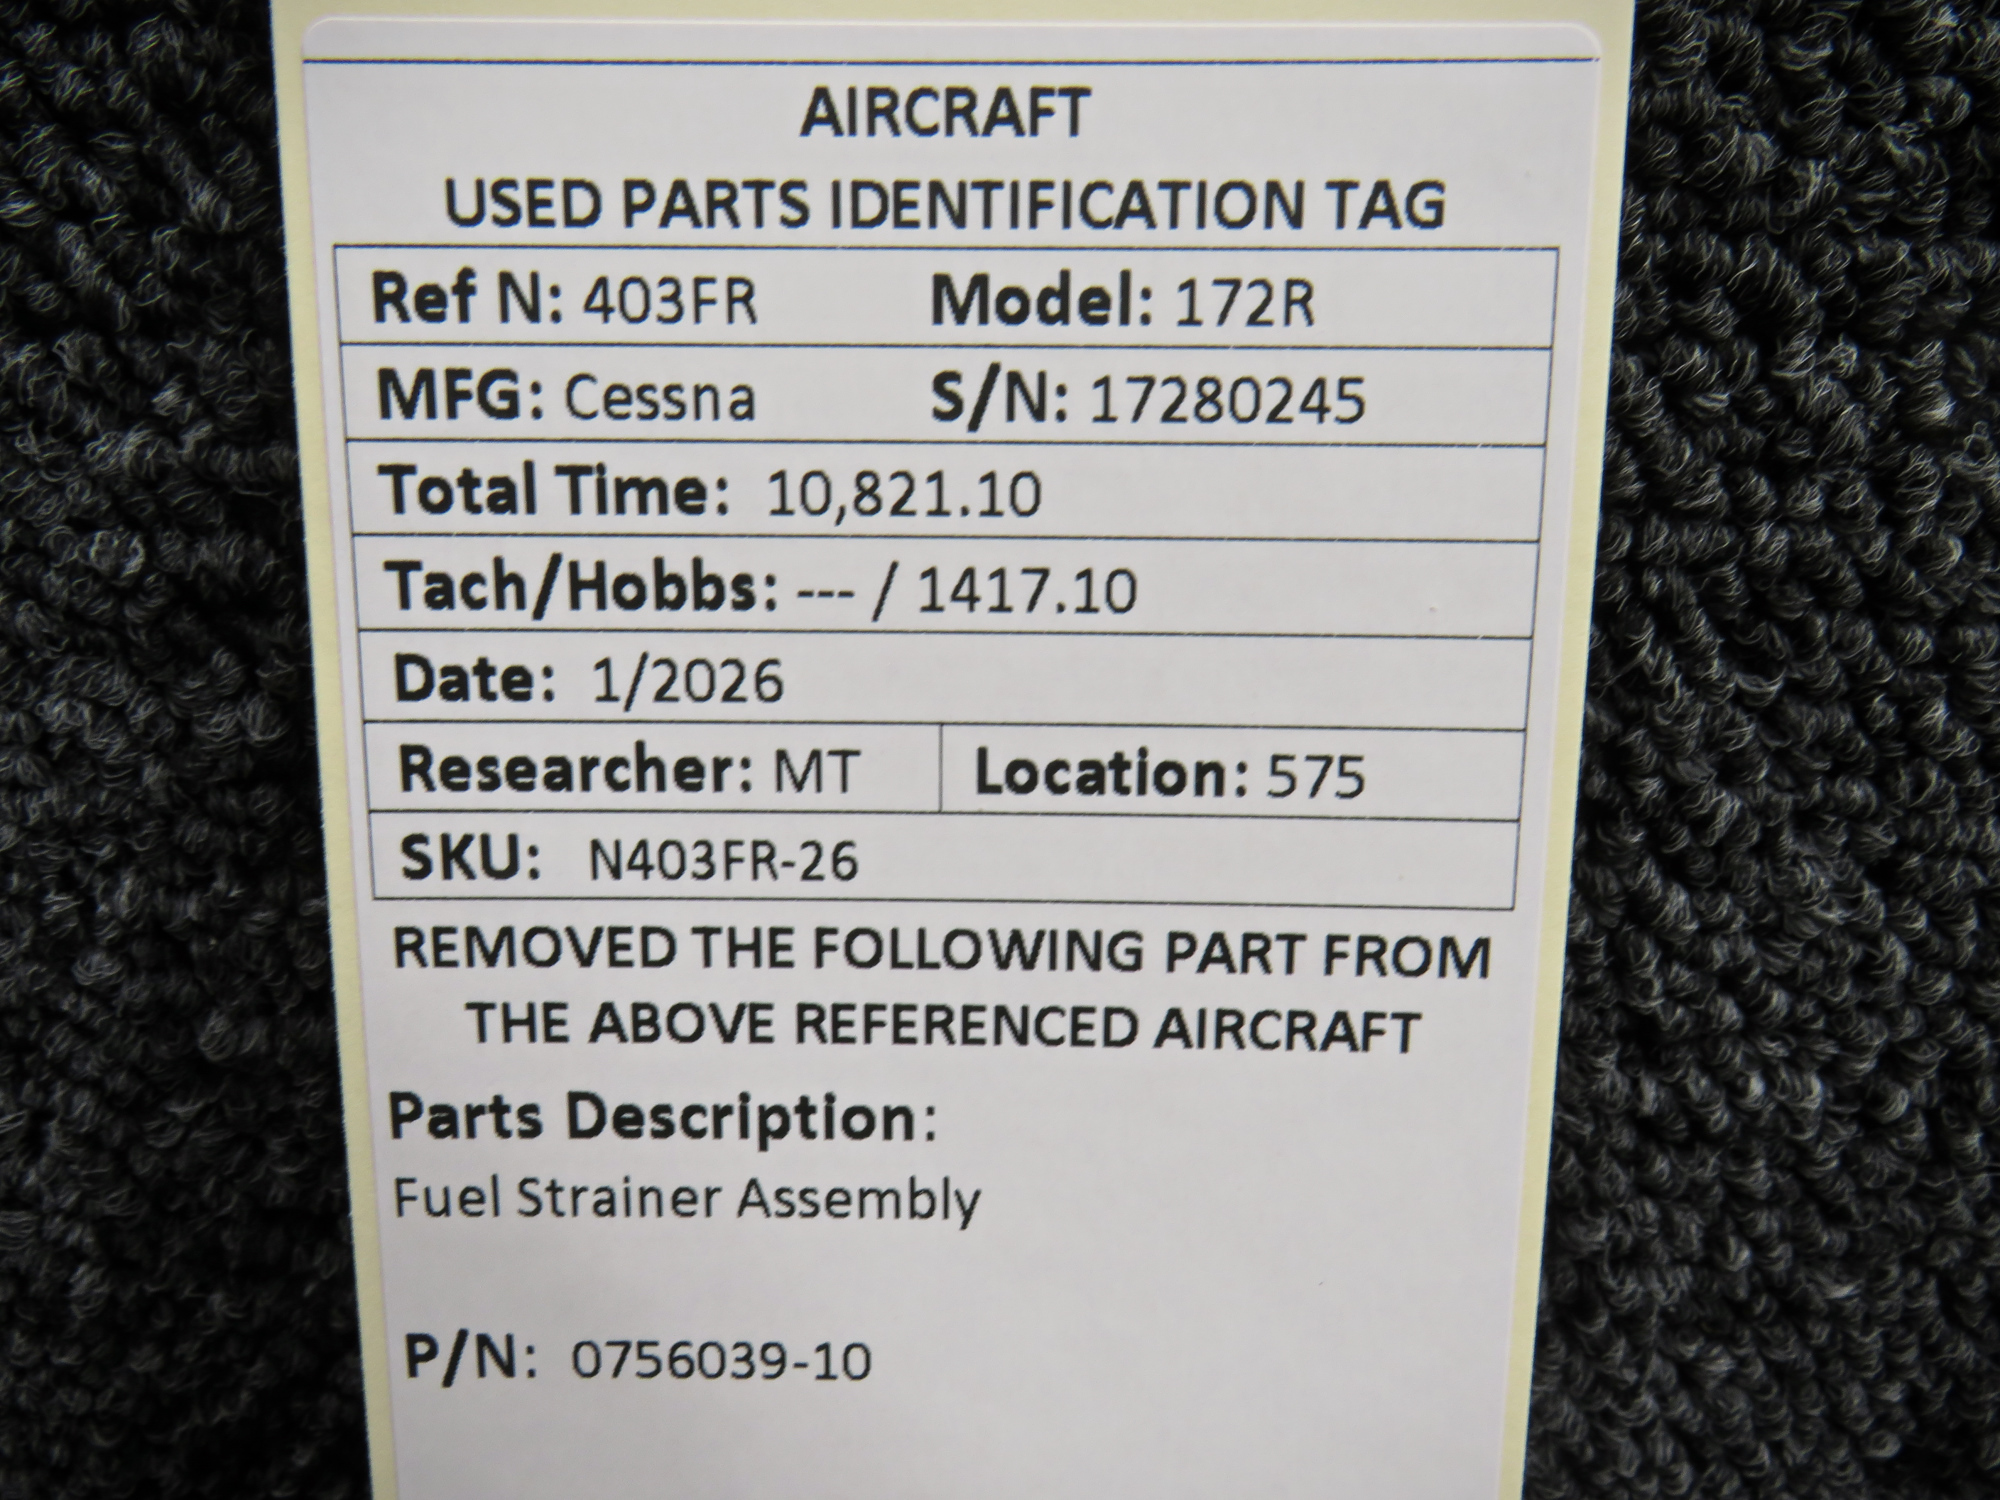 AIRCRAFT
USED PARTS IDENTIFICATION TAG
Ref N: 403FR Model: 172R
MFG: Cessna S/N: 17280245
Total Time: 10,821.10
Tach/Hobbs: --- / 1417.10
Date: 1/2026
Researcher: MT Location: 575
SKU: N403FR-26
REMOVED THE FOLLOWING PART FROM
THE ABOVE REFERENCED AIRCRAFT
Parts Description:
Fuel Strainer Assembly
P/N: 0756039-10